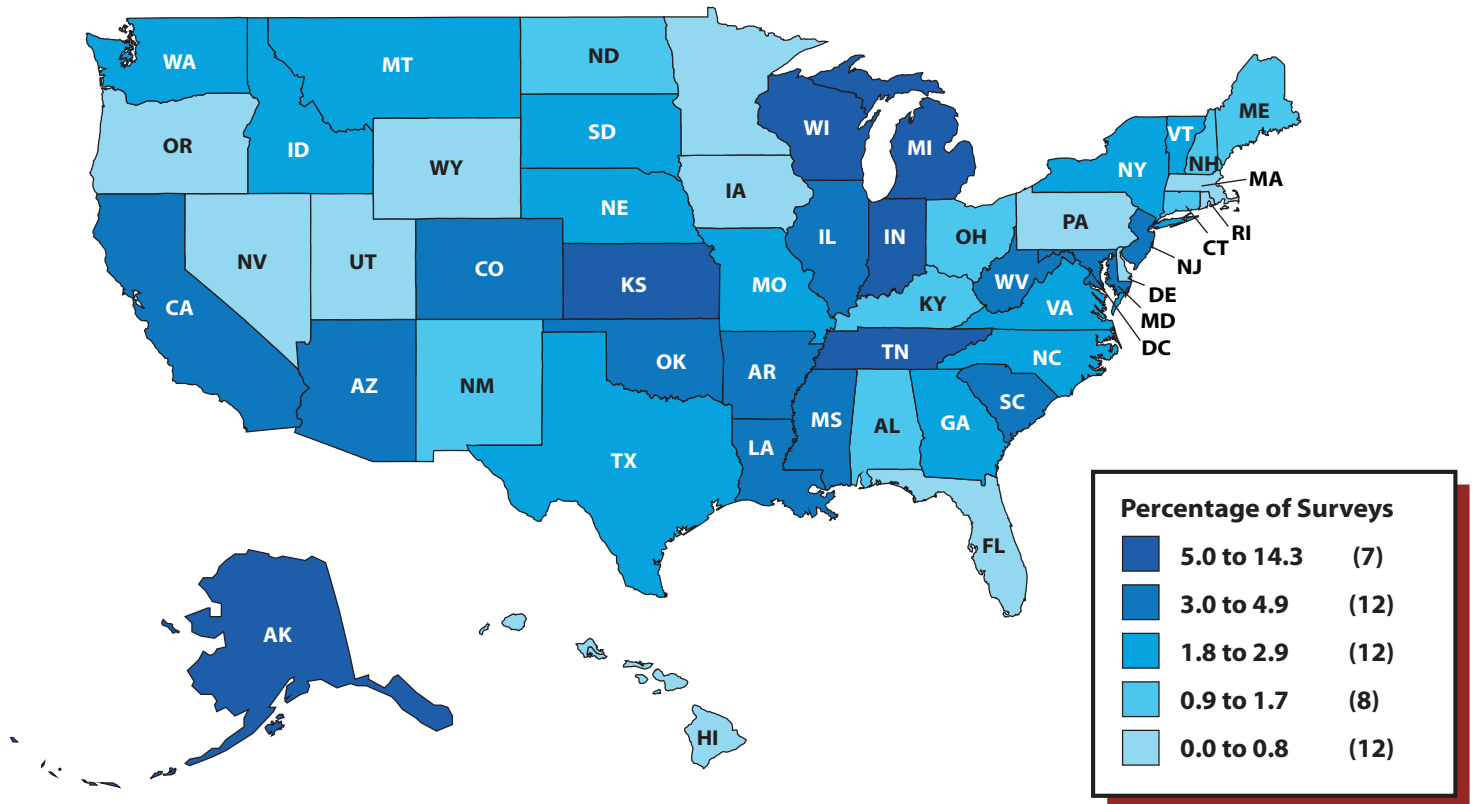 WA
MT
ND
OR
ID
WY
SD
WI
MI
VT
ME
NH
NY
MA
IA
NE
PA
RI
CT
NV
UT
CO
KS
MO
IL
IN
OH
NJ
WV
DE
CA
KY
VA
MD
DC
AZ
NM
OK
AR
TN
NC
SC
MS
AL
GA
LA
TX
FL
AK
HI
Percentage of Surveys
5.0 to 14.3 (7)
3.0 to 4.9 (12)
1.8 to 2.9 (12)
0.9 to 1.7 (8)
0.0 to 0.8 (12)